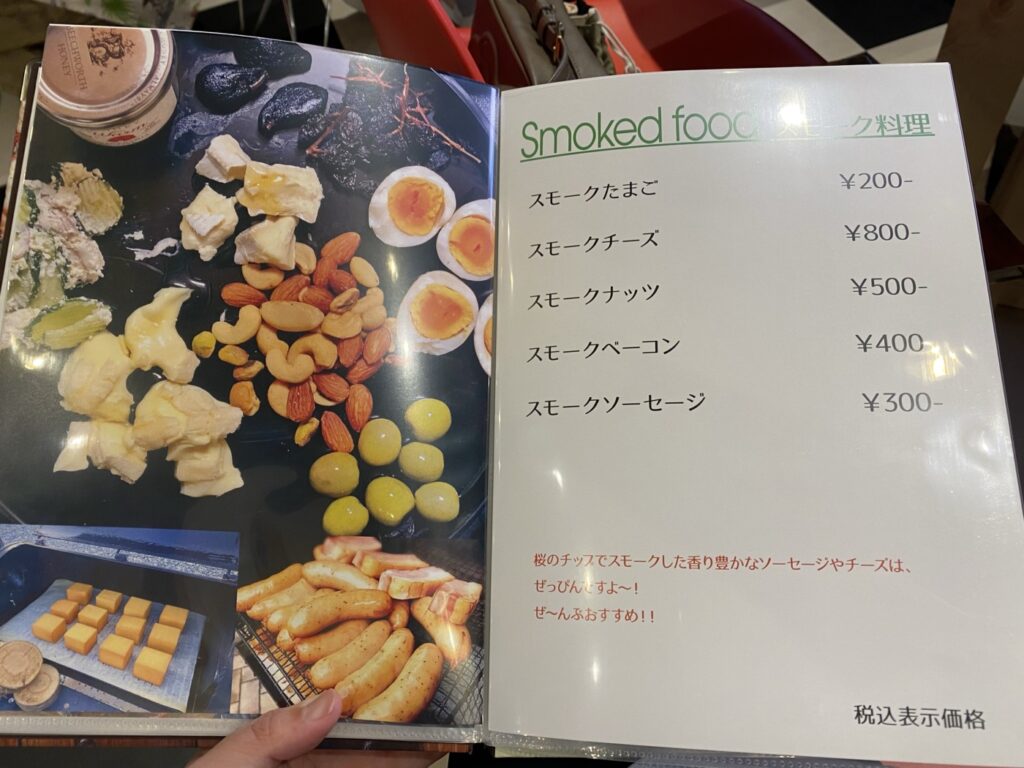 BEECHWORTH
HONEY
Smoked food スモーク料理
スモークたまご ¥200-
スモークチーズ ¥800-
スモークナッツ ¥500-
スモークベーコン ¥400-
スモークソーセージ ¥300-
桜のチップでスモークした香り豊かなソーセージやチーズは、
ぜっぴんですよ〜！
ぜ〜んぶおすすめ！！
税込表示価格